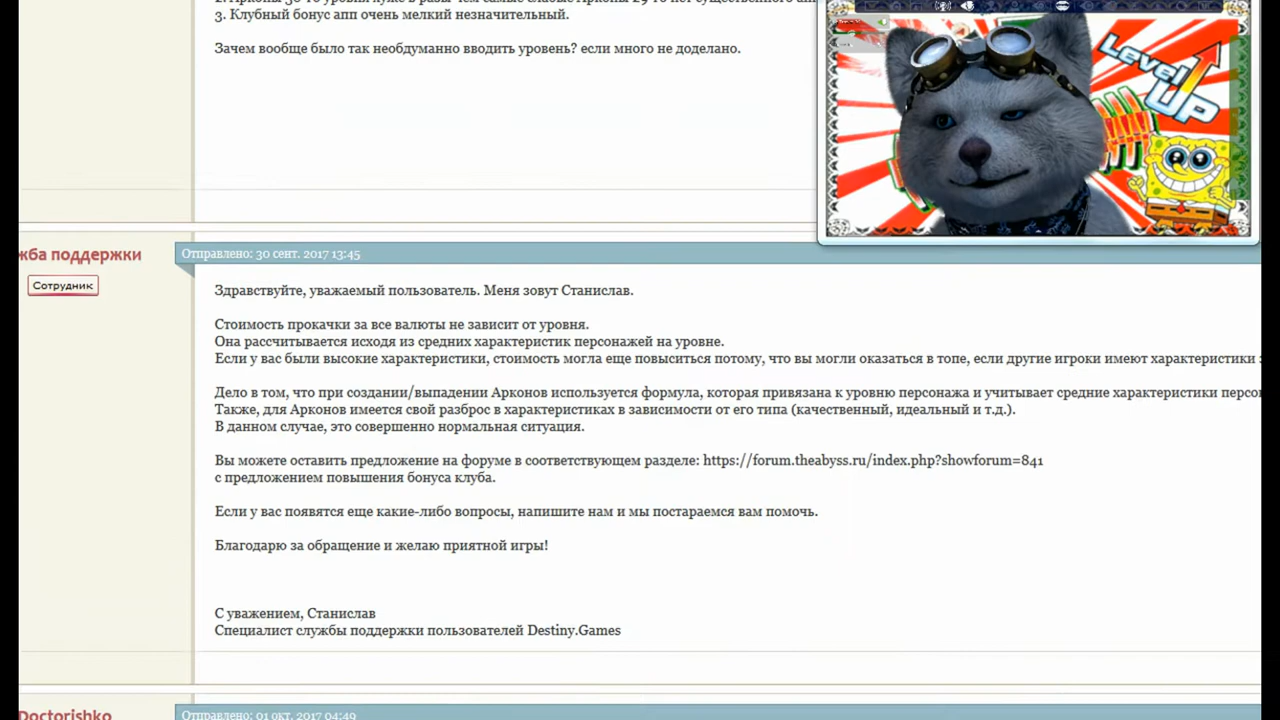 3. Клубный бонус апп очень мелкий незначительный.
Зачем вообще было так необдуманно вводить уровень? если много не доделано.
Level
UP
жба поддержки
Отправлено: 30 сент. 2017 13:45
Сотрудник
Здравствуйте, уважаемый пользователь. Меня зовут Станислав.
Стоимость прокачки за все валюты не зависит от уровня.
Она рассчитывается исходя из средних характеристик персонажей на уровне.
Если у вас были высокие характеристики, стоимость могла еще повыситься потому, что вы могли оказаться в топе, если другие игроки имеют характеристики
Дело в том, что при создании/выпадении Арконов используется формула, которая привязана к уровню персонажа и учитывает средние характеристики персо
Также, для Арконов имеется свой разброс в характеристиках в зависимости от его типа (качественный, идеальный и т.д.).
В данном случае, это совершенно нормальная ситуация.
Вы можете оставить предложение на форуме в соответствующем разделе: https://forum.theabyss.ru/index.php?showforum=841
с предложением повышения бонуса клуба.
Если у вас появятся еще какие-либо вопросы, напишите нам и мы постараемся вам помочь.
Благодарю за обращение и желаю приятной игры!
С уважением, Станислав
Специалист службы поддержки пользователей Destiny.Games
Doctorishko
Отправлено: 01 окт. 2017 04:49